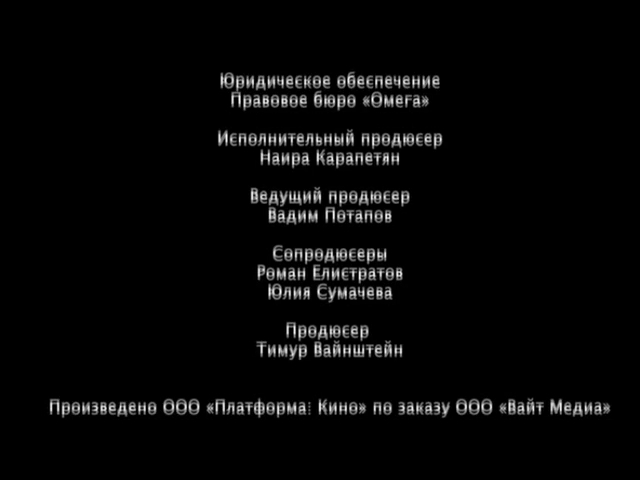 Юридическое обеспечение
Правовое бюро «Омега»
Исполнительный продюсер
Наира Карапетян
Ведущий продюсер
Вадим Потапов
Сопродюсеры
Роман Елистратов
Юлия Сумачева
Продюсер
Тимур Вайнштейн
Произведено ООО «Платформа: Кино» по заказу ООО «Вайт Медиа»